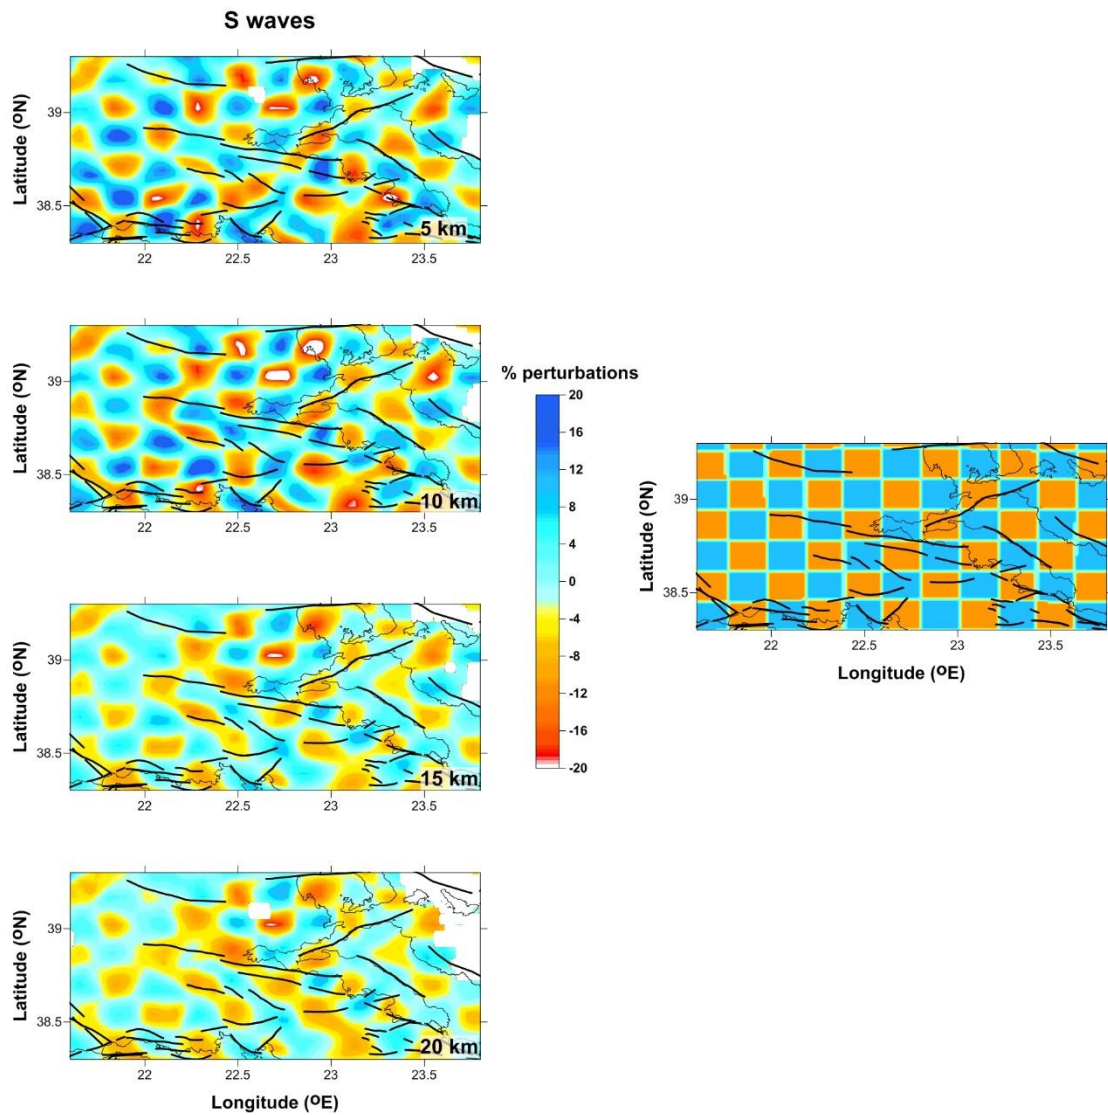 S waves
Latitude (ºN)
39
38.5
5 km
22 22.5 23 23.5
Latitude (ºN)
39
38.5
10 km
22 22.5 23 23.5
% perturbations
20
16
12
8
4
0
-4
-8
-12
-16
-20
Latitude (ºN)
39
38.5
22 22.5 23 23.5
Longitude (ºE)
Latitude (ºN)
39
38.5
15 km
22 22.5 23 23.5
Latitude (ºN)
39
38.5
20 km
22 22.5 23 23.5
Longitude (ºE)